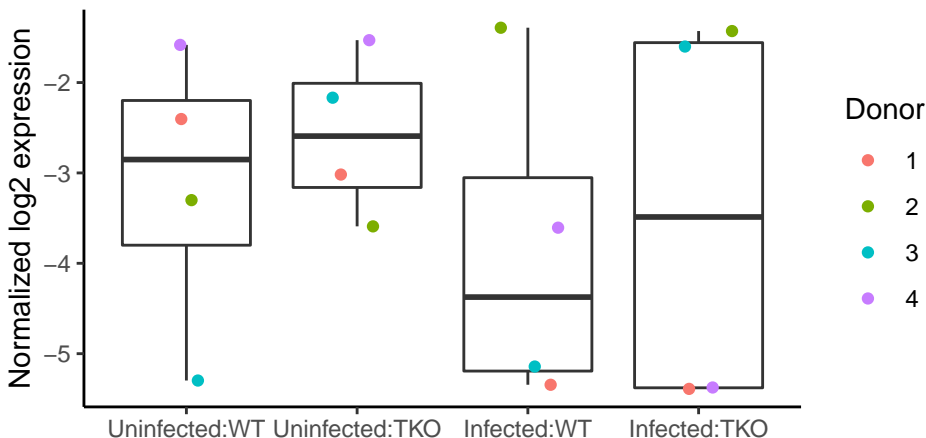 Normalized log2 expression
−2
−3
−4
−5
Uninfected:WT Uninfected:TKO Infected:WT Infected:TKO
Donor
1
2
3
4